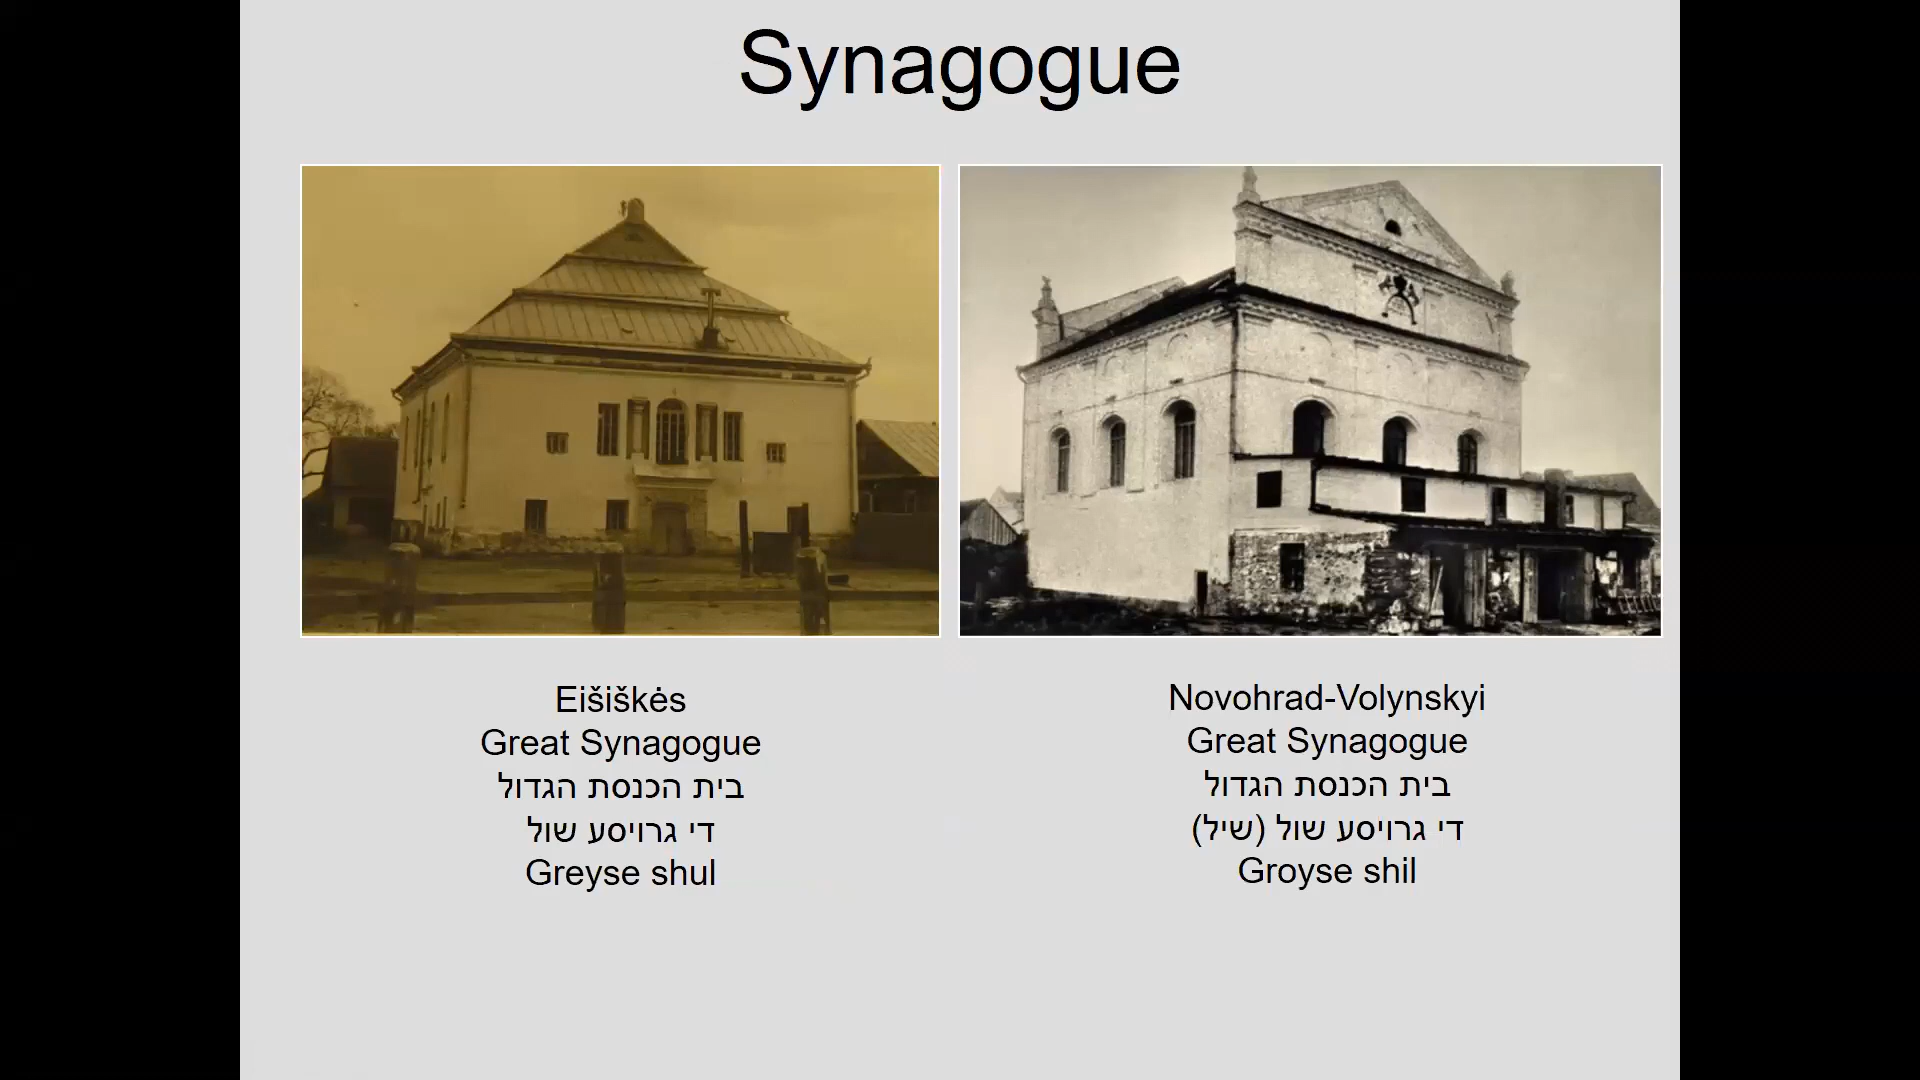 Synagogue
Eišiškės
Great Synagogue
בית הכנסת הגדול
די גרויסע שול
Greyse shul
Novohrad-Volynskyi
Great Synagogue
בית הכנסת הגדול
די גרויסע שול (שיל)
Groyse shil